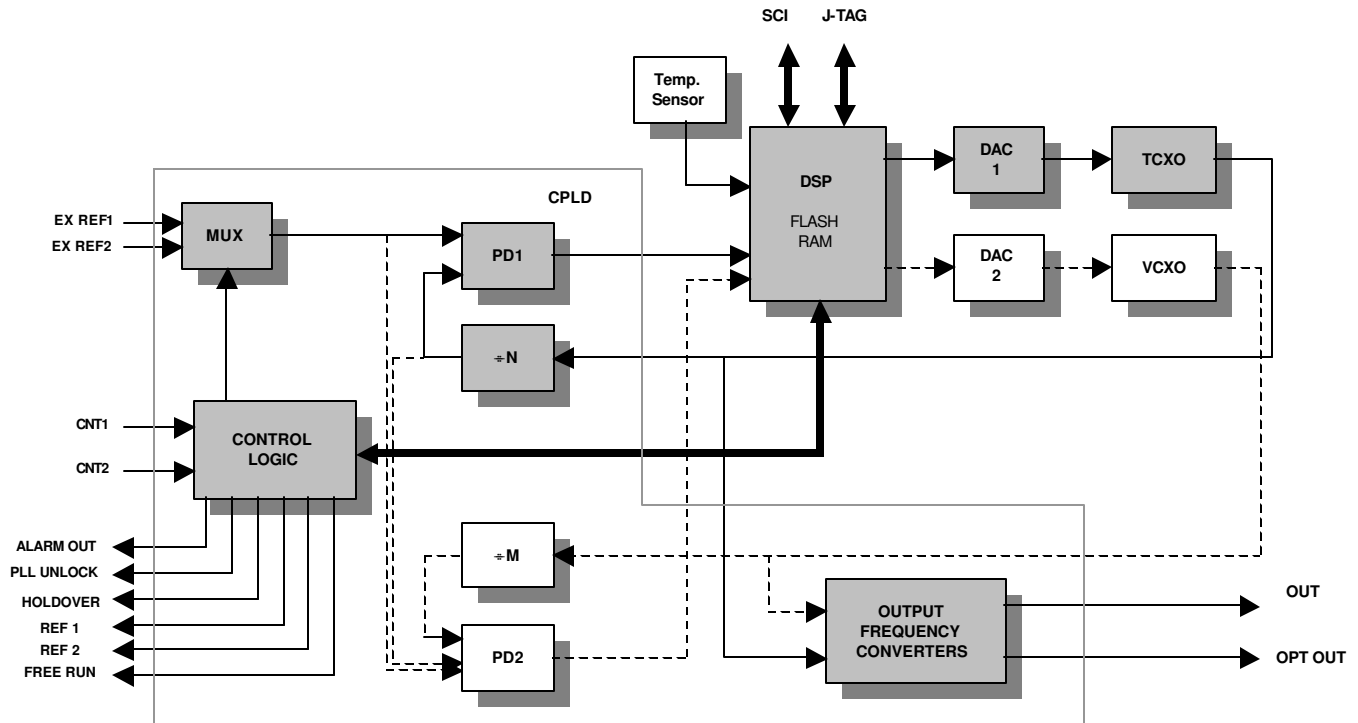 SCI
J-TAG
Temp.
Sensor
DSP
FLASH
RAM
DAC
1
TCXO
CPLD
EX REF1
EX REF2
MUX
PD1
DAC
2
VCXO
÷N
CNT1
CNT2
CONTROL
LOGIC
ALARM OUT
PLL UNLOCK
HOLDOVER
REF 1
REF 2
FREE RUN
÷M
PD2
OUTPUT
FREQUENCY
CONVERTERS
OUT
OPT OUT